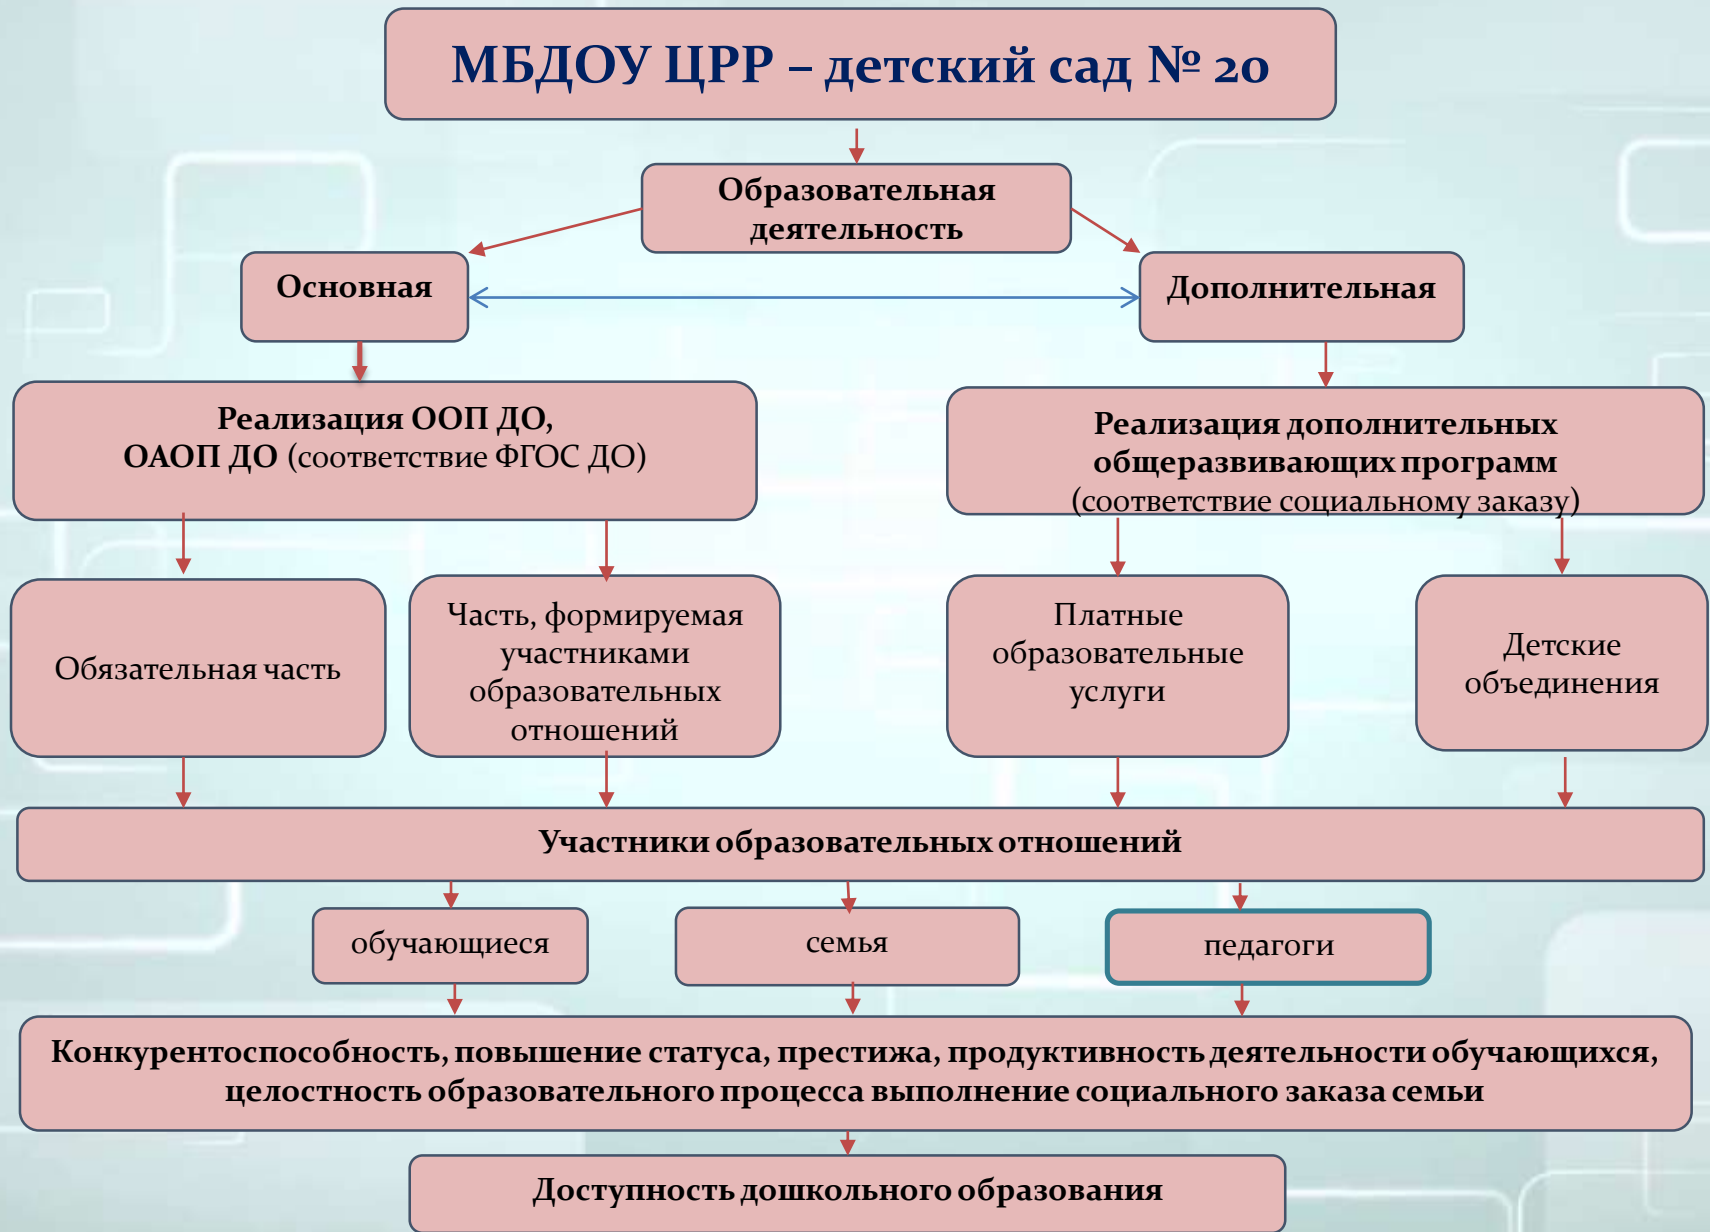 МБДОУ ЦРР – детский сад № 20
Образовательная
деятельность
Основная
Дополнительная
Реализация ООП ДО,
ОАОП ДО (соответствие ФГОС ДО)
Реализация дополнительных
общеразвивающих программ
(соответствие социальному заказу)
Обязательная часть
Часть, формируемая
участниками
образовательных
отношений
Платные
образовательные
услуги
Детские
объединения
Участники образовательных отношений
обучающиеся
семья
педагоги
Конкурентоспособность, повышение статуса, престижа, продуктивность деятельности обучающихся,
целостность образовательного процесса выполнение социального заказа семьи
Доступность дошкольного образования